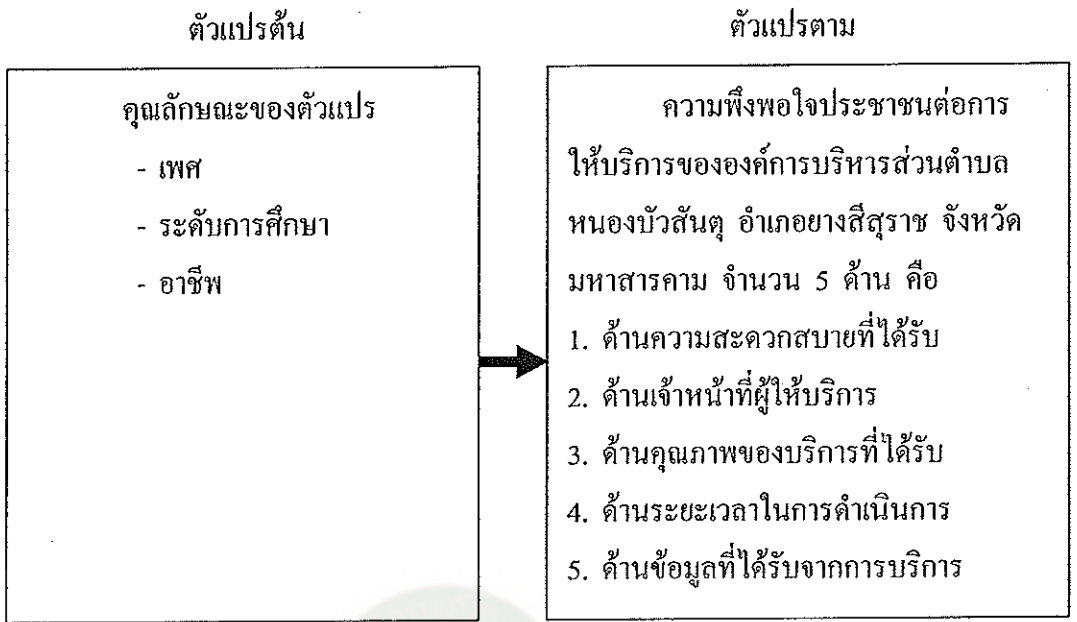 ตัวแปรต้น
คุณลักษณะของตัวแปร
- เพศ
- ระดับการศึกษา
- อาชีพ
ตัวแปรตาม
ความพึงพอใจประชาชนต่อการ
ให้บริการขององค์การบริหารส่วนตำบล
หนองบัวสันตุ อำเภอยางสีสุราช จังหวัด
มหาสารคาม จำนวน 5 ด้าน คือ
1. ด้านความสะดวกสบายที่ได้รับ
2. ด้านเจ้าหน้าที่ผู้ให้บริการ
3. ด้านคุณภาพของบริการที่ได้รับ
4. ด้านระยะเวลาในการดำเนินการ
5. ด้านข้อมูลที่ได้รับจากการบริการ